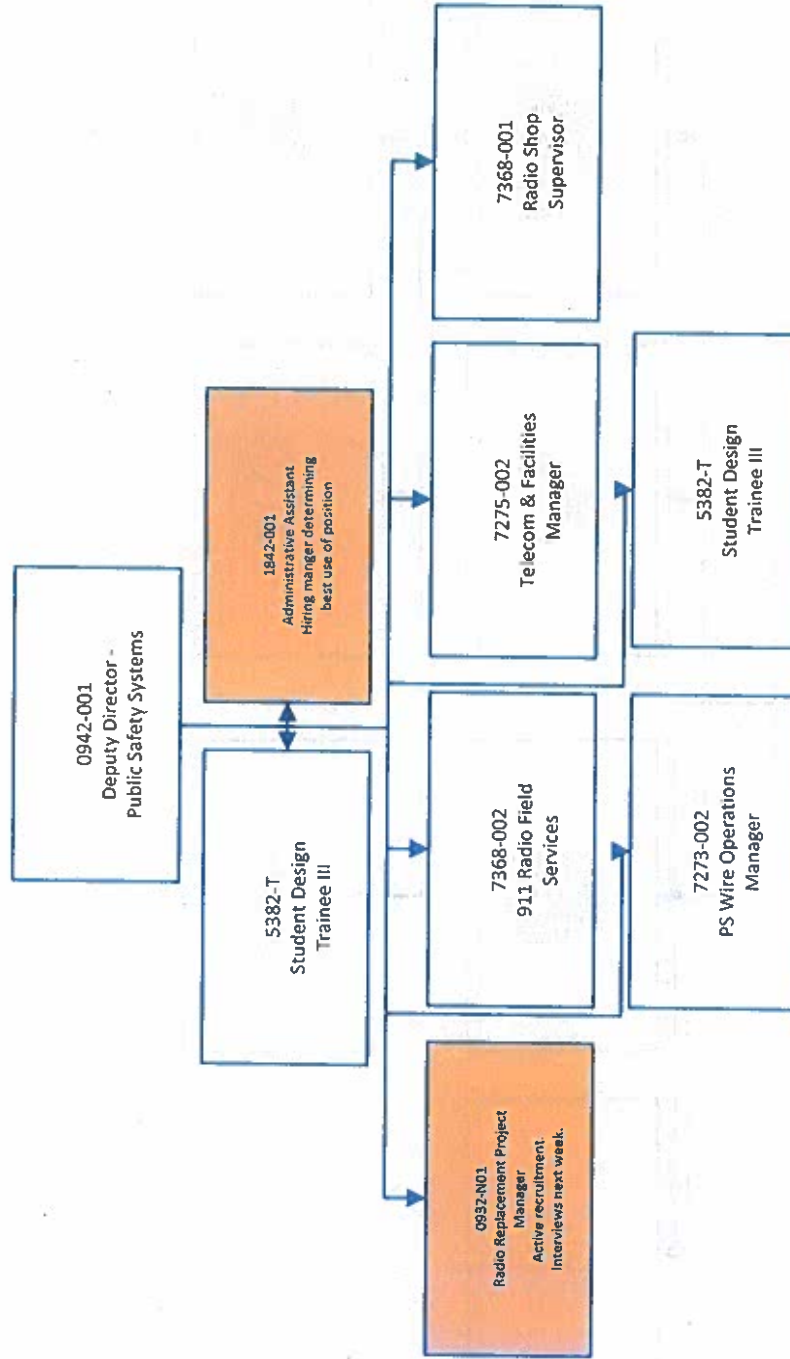 0942-001
Deputy Director -
Public Safety Systems
5382-T
Student Design
Trainee III
1842-001
Administrative Assistant
Hiring manger determining
best use of position
0932-N01
Radio Replacement Project
Manager
Active recruitment.
Interviews next week.
7368-002
911 Radio Field
Services
7275-002
Telecom & Facilities
Manager
7368-001
Radio Shop
Supervisor
7273-002
PS Wire Operations
Manager
5382-T
Student Design
Trainee III